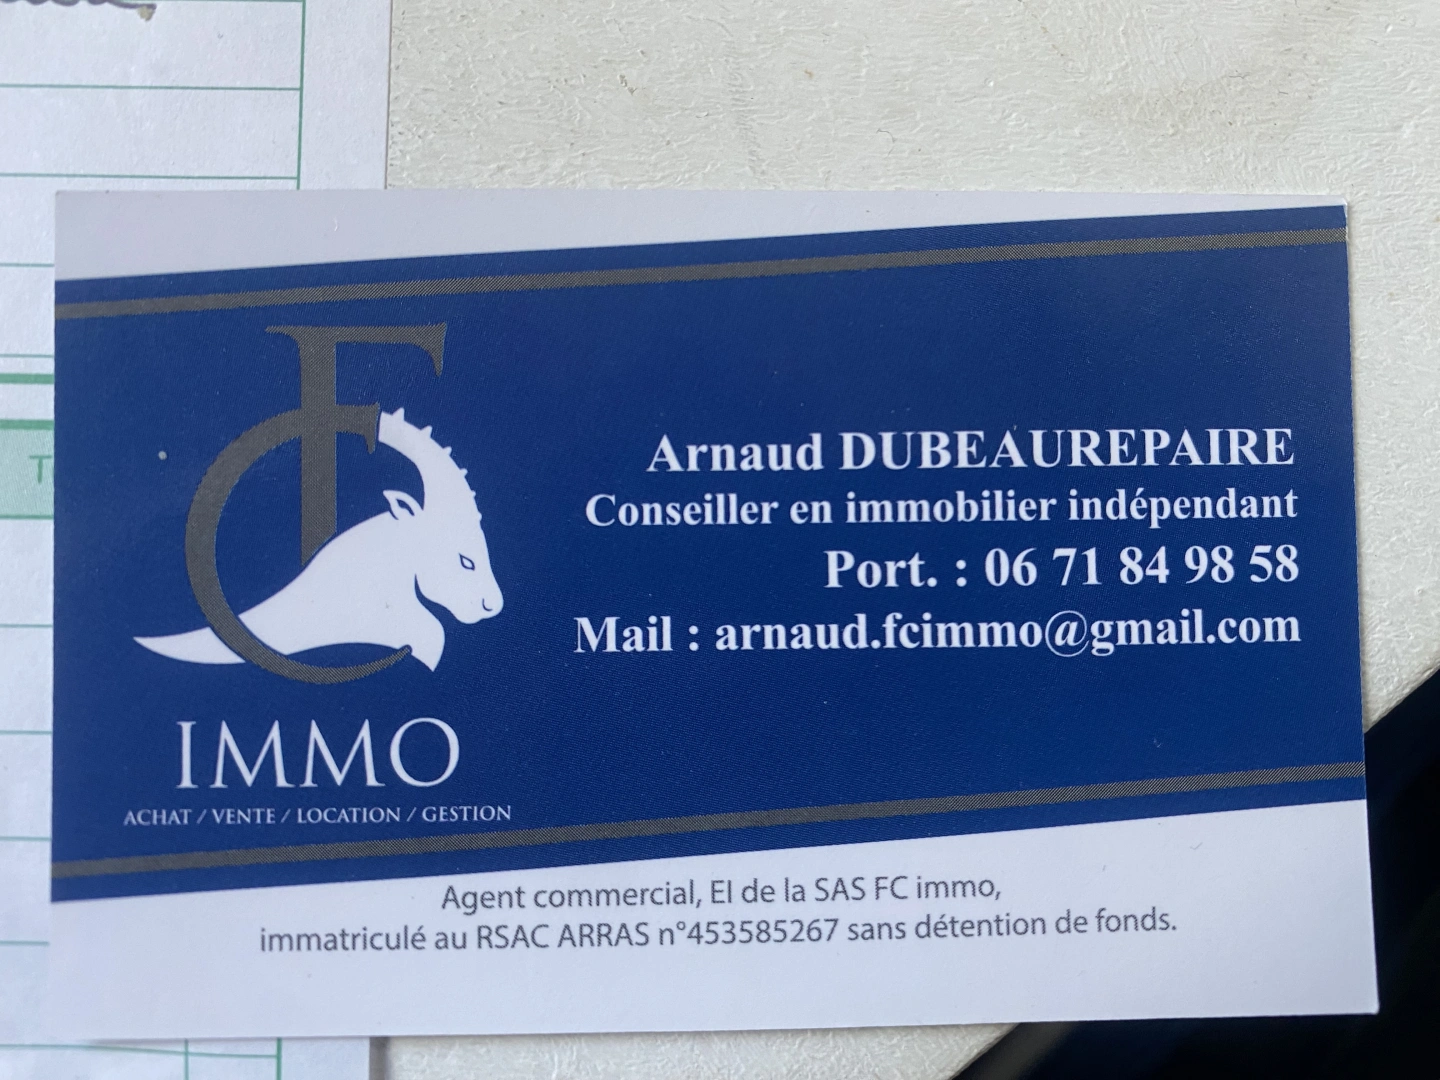 FC
IMMO
ACHAT / VENTE / LOCATION / GESTION
Arnaud DUBEAUREPAIRE
Conseiller en immobilier indépendant
Port. : 06 71 84 98 58
Mail : arnaud.fcimmo@gmail.com
Agent commercial, EI de la SAS FC immo,
immatriculé au RSAC ARRAS n°453585267 sans détention de fonds.